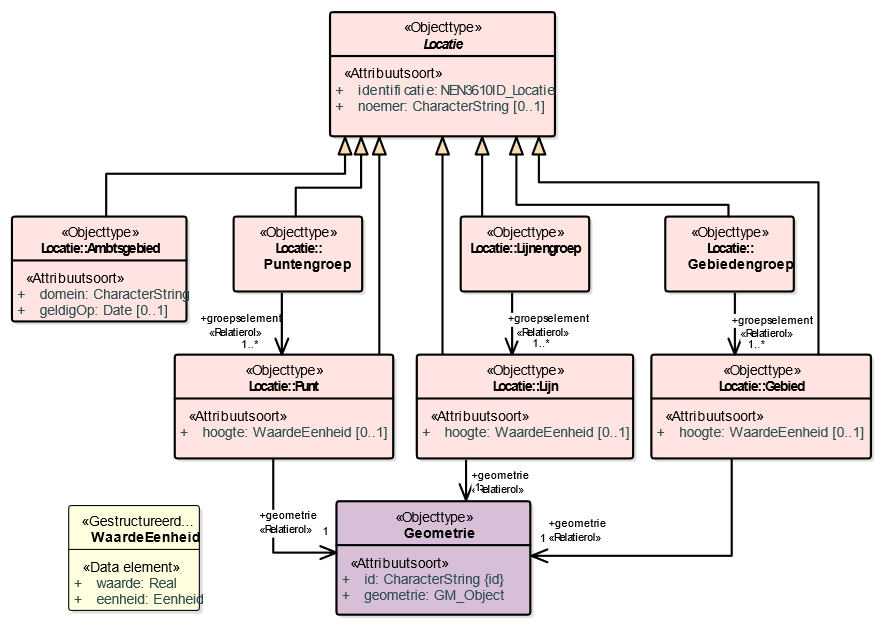 «Objecttype»
Locatie
«Attribuutsoort»
+ identificatie: NEN3610ID_Locatie
+ noemer: CharacterString [0..1]
«Objecttype»
Locatie::Ambtsgebied
«Attribuutsoort»
+ domein: CharacterString
+ geldigOp: Date [0..1]
«Objecttype»
Locatie::
Puntengroep
«Objecttype»
Locatie::Lijnengroep
«Objecttype»
Locatie::
Gebiedengroep
+groepselement
«Relatierol»
1..*
+groepselement
«Relatierol»
1..*
+groepselement
«Relatierol»
1..*
«Objecttype»
Locatie::Punt
«Attribuutsoort»
+ hoogte: WaardeEenheid [0..1]
«Objecttype»
Locatie::Lijn
«Attribuutsoort»
+ hoogte: WaardeEenheid [0..1]
«Objecttype»
Locatie::Gebied
«Attribuutsoort»
+ hoogte: WaardeEenheid [0..1]
+geometrie
«Relatierol»
1
+geometrie
1
«Relatierol»
+geometrie
1 «Relatierol»
«Gestructureerd...
WaardeEenheid
«Data element»
+ waarde: Real
+ eenheid: Eenheid
«Objecttype»
Geometrie
«Attribuutsoort»
+ id: CharacterString {id}
+ geometrie: GM_Object